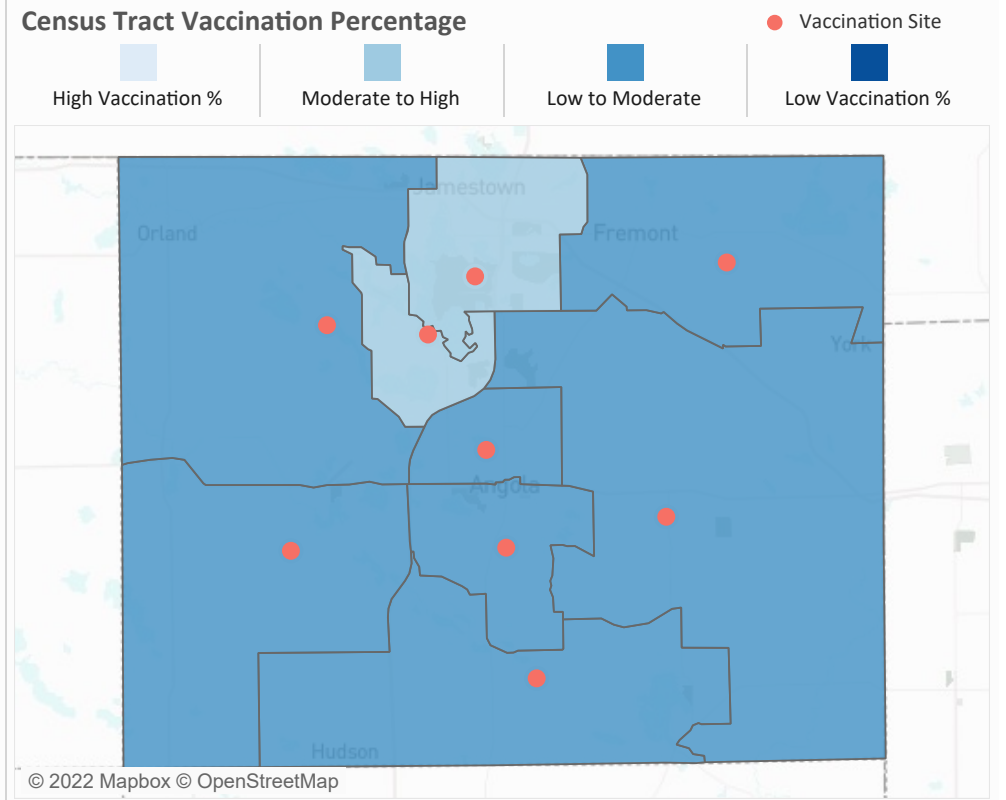 Census Tract Vaccination Percentage
Vaccination Site
High Vaccination %
Moderate to High
Low to Moderate
Low Vaccination %
Jamestown
Orland
Fremont
York
Angola
Hudson
© 2022 Mapbox © OpenStreetMap